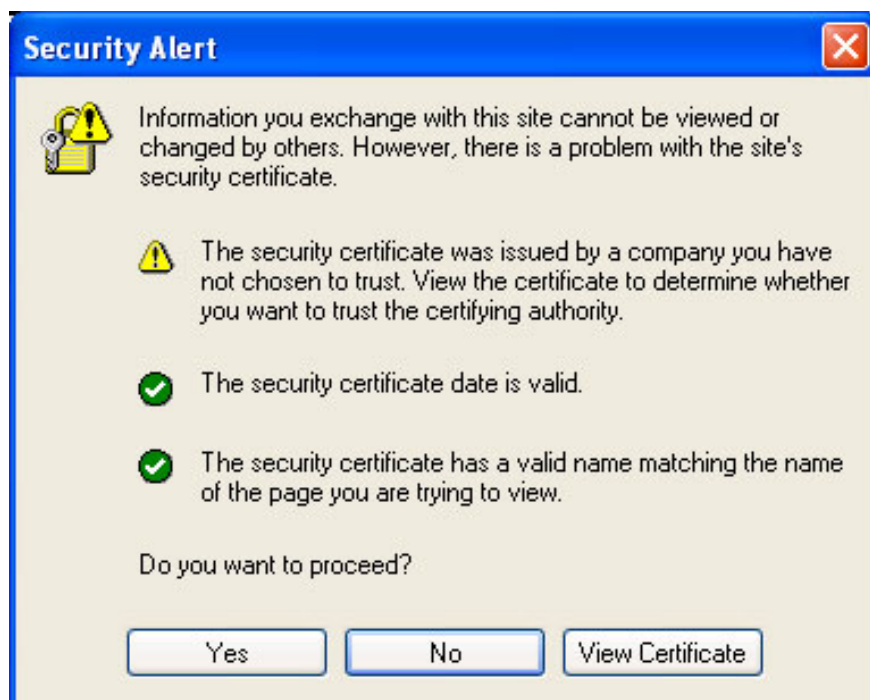 Security Alert
Information you exchange with this site cannot be viewed or
changed by others. However, there is a problem with the site's
security certificate.
The security certificate was issued by a company you have
not chosen to trust. View the certificate to determine whether
you want to trust the certifying authority.
The security certificate date is valid.
The security certificate has a valid name matching the name
of the page you are trying to view.
Do you want to proceed?
Yes No View Certificate